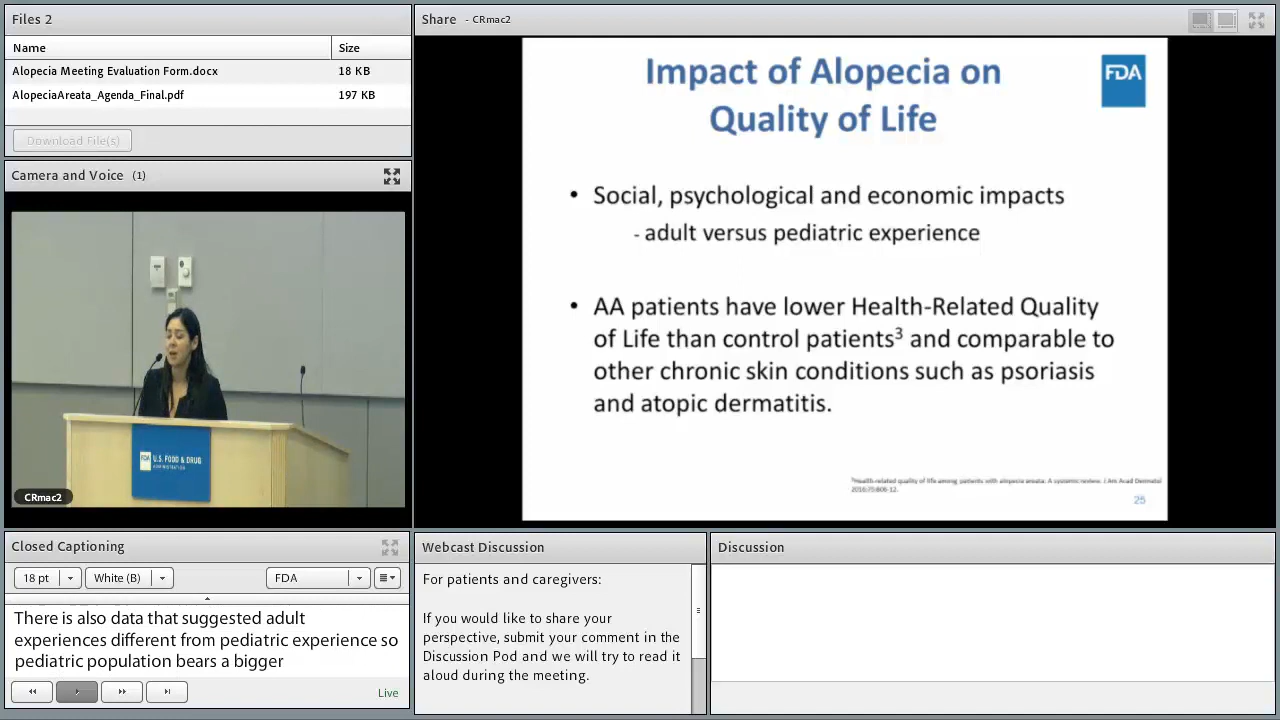 Files 2
Name Size
Alopecia Meeting Evaluation Form.docx 18 KB
AlopeciaAreata_Agenda_Final.pdf 197 KB
Download File(s)
Camera and Voice (1)
U.S. FOOD & DRUG
ADMINISTRATION
FDA
CRmac2
Share - CRmac2
Impact of Alopecia on
Quality of Life
FDA
• Social, psychological and economic impacts
- adult versus pediatric experience
• AA patients have lower Health-Related Quality
of Life than control patients³ and comparable to
other chronic skin conditions such as psoriasis
and atopic dermatitis.
³Health-related quality of life among patients with alopecia areata: A systematic review. J Am Acad Dermatol
2016;75:806-12.
25
Closed Captioning
18 pt White (B) FDA
There is also data that suggested adult
experiences different from pediatric experience so
pediatric population bears a bigger
Live
Webcast Discussion
For patients and caregivers:
If you would like to share your
perspective, submit your comment in the
Discussion Pod and we will try to read it
aloud during the meeting.
Discussion